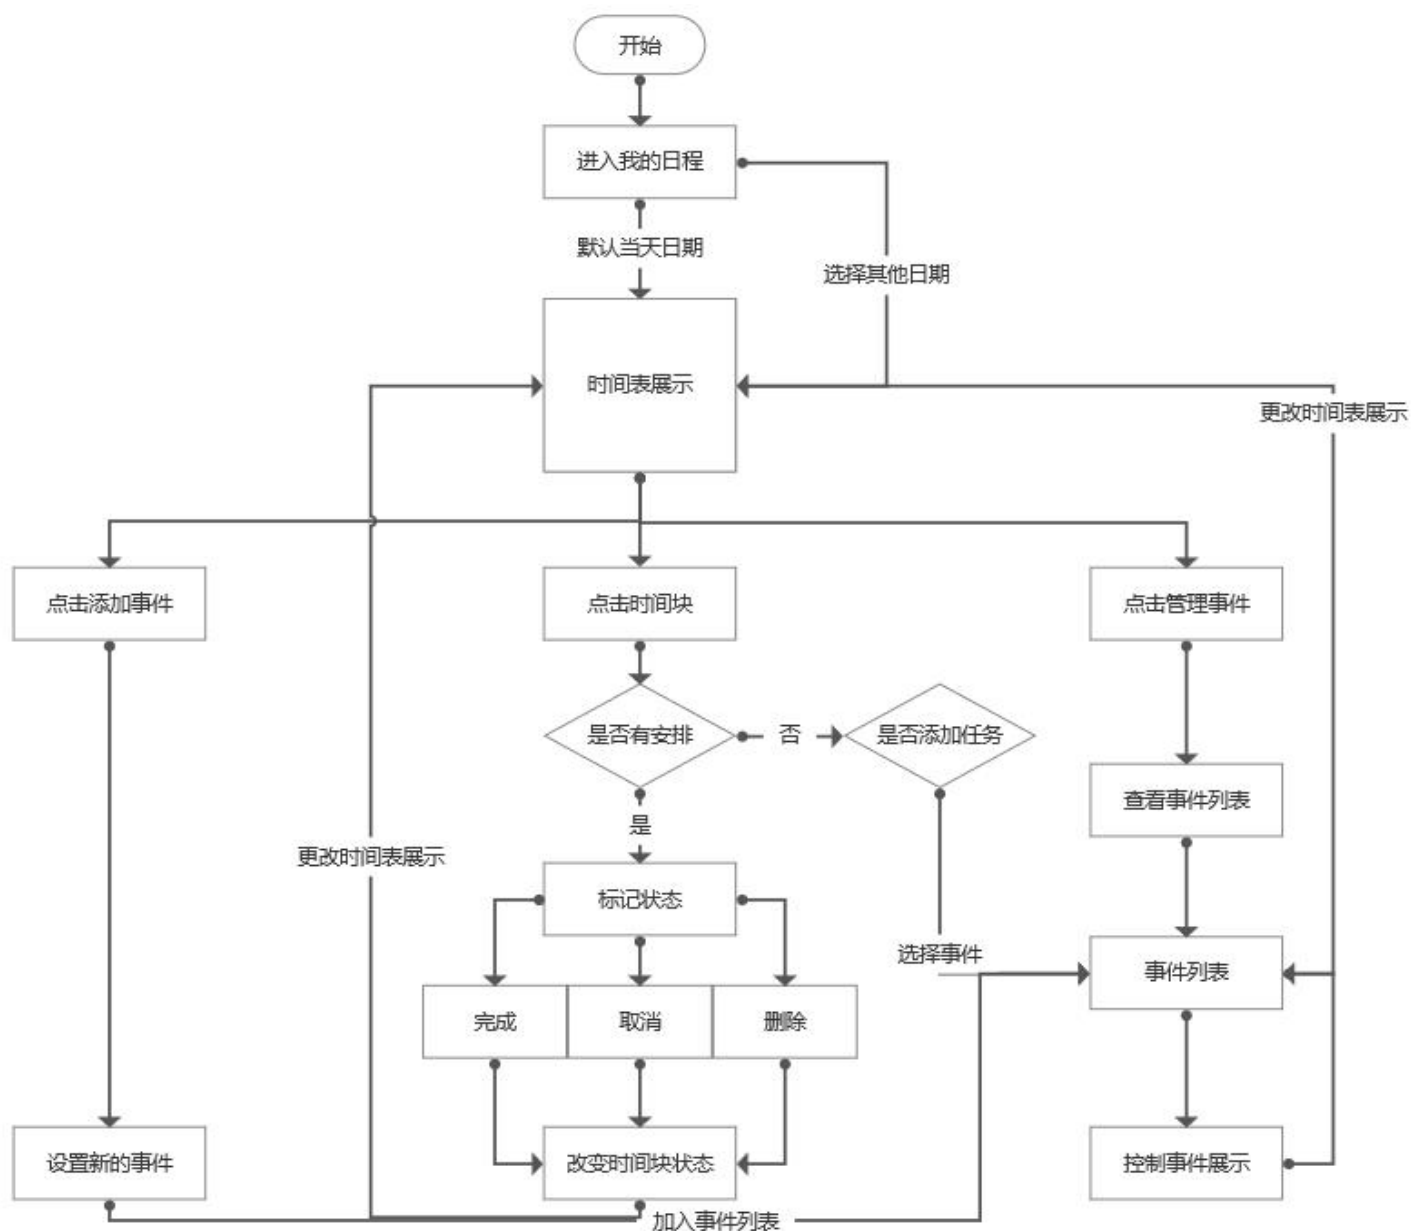 开始
进入我的日程
默认当天日期
选择其他日期
时间表展示
更改时间表展示
点击添加事件
点击时间块
点击管理事件
是否有安排
否
是否添加任务
查看事件列表
是
更改时间表展示
标记状态
选择事件
事件列表
完成
取消
删除
设置新的事件
改变时间块状态
控制事件展示
加入事件列表